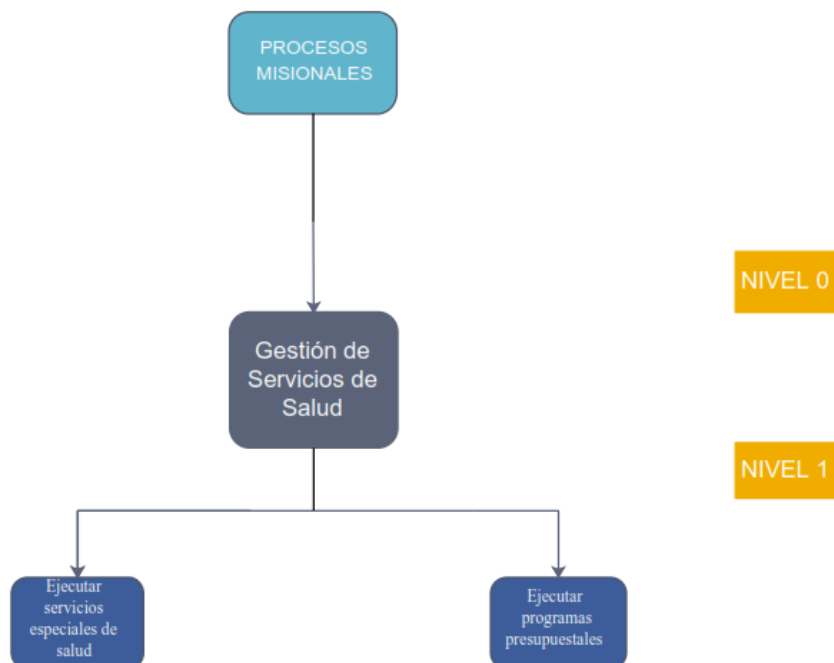 PROCESOS
MISIONALES
NIVEL 0
Gestión de
Servicios de
Salud
NIVEL 1
Ejecutar
servicios
especiales de
salud
Ejecutar
programas
presupuestales